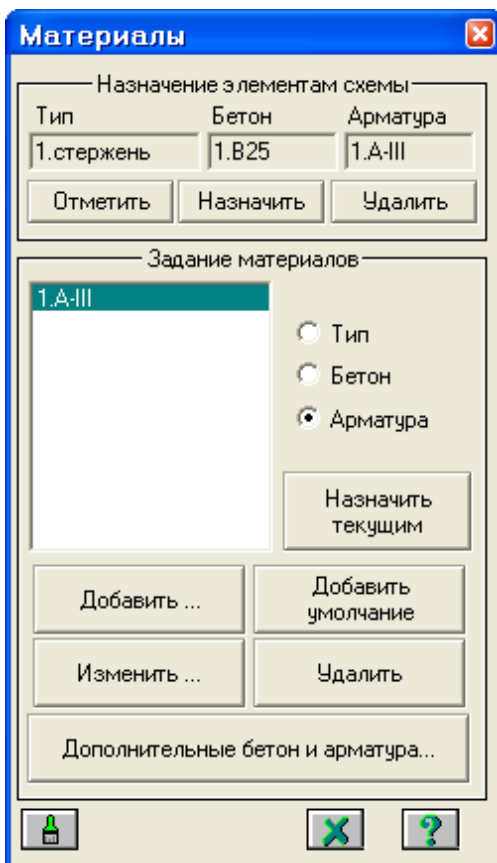 Материалы
Назначение элементам схемы
Тип Бетон Арматура
1.стержень 1.B25 1.A-III
Отметить Назначить Удалить
Задание материалов
1.A-III
Тип
Бетон
Арматура
Назначить
текущим
Добавить ... Добавить
умолчание
Изменить ... Удалить
Дополнительные бетон и арматура...
?